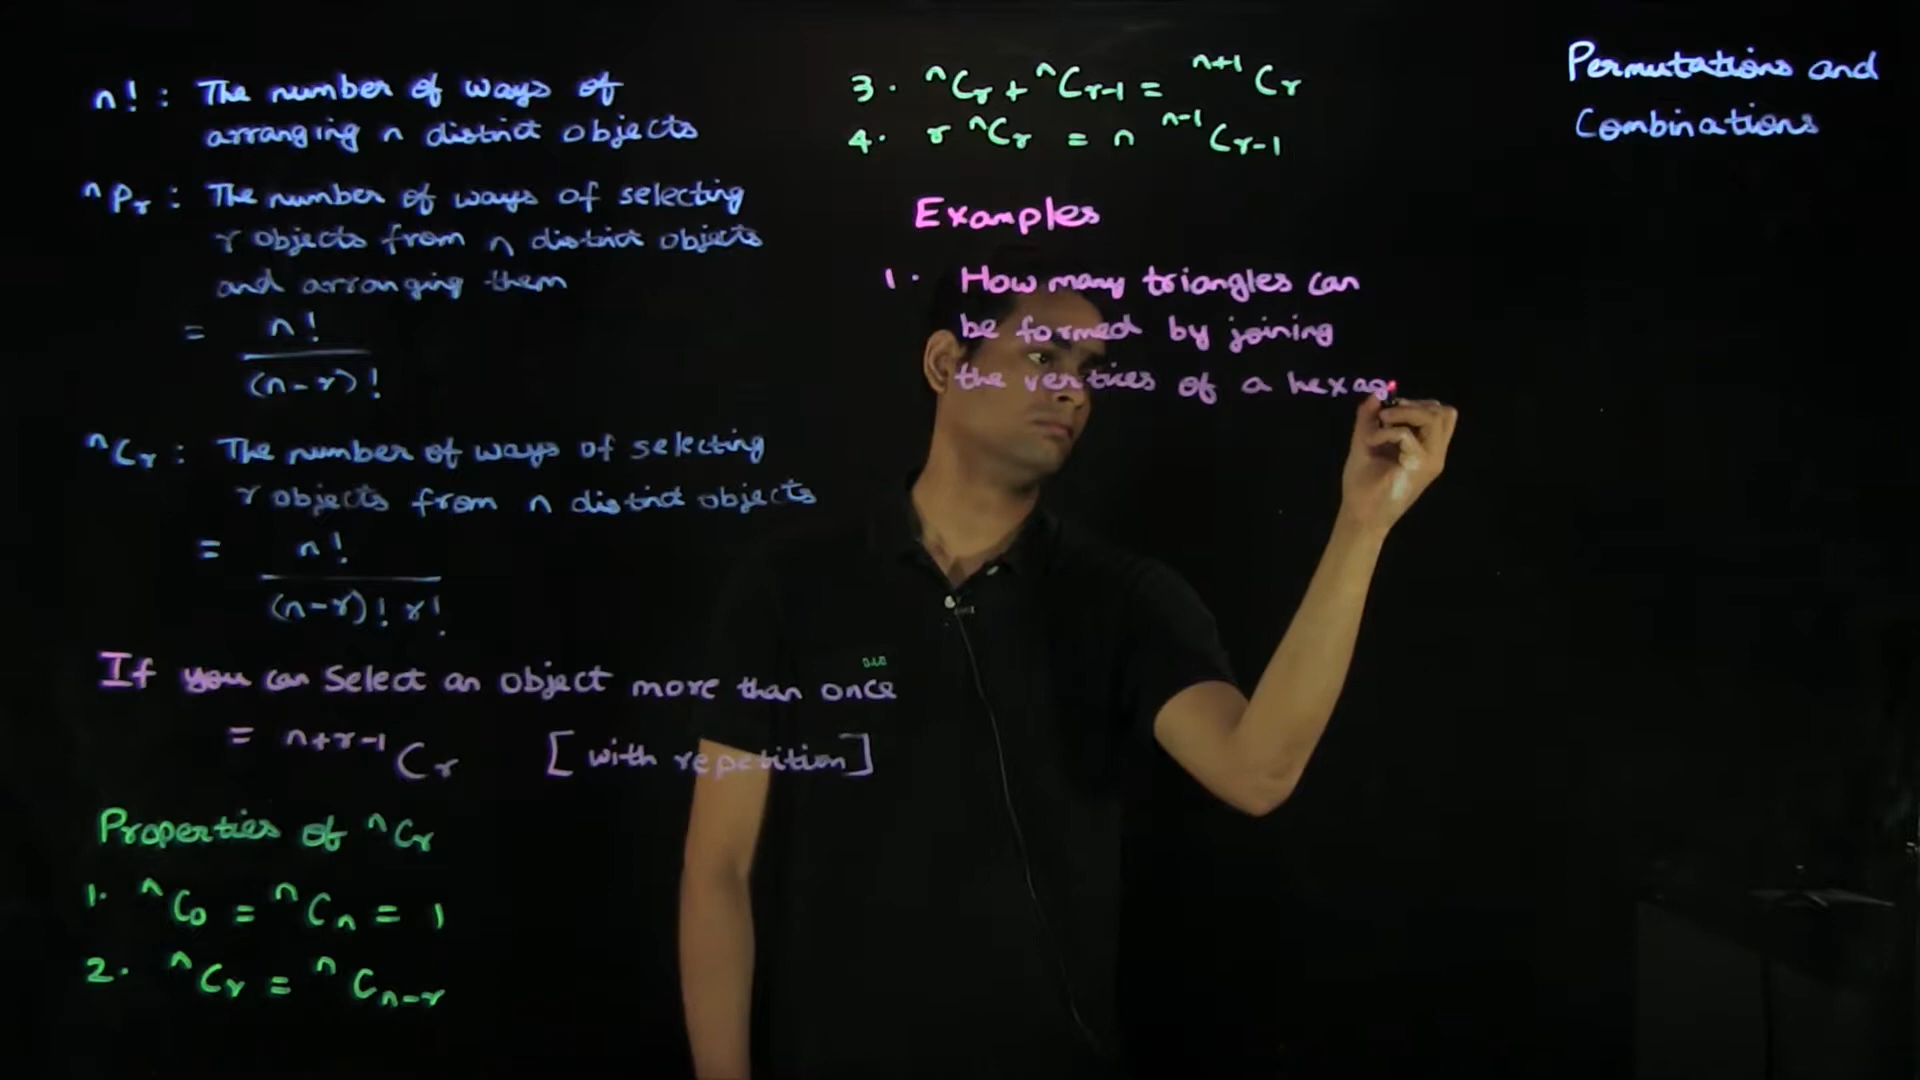 n! : The number of ways of
arranging n distinct objects
ⁿPᵣ : The number of ways of selecting
r objects from n distinct objects
and arranging them
= n!
(n-r)!
ⁿCᵣ : The number of ways of selecting
r objects from n distinct objects
= n!
(n-r)! r!
If you can select an object more than once
= ⁿ⁺ʳ⁻¹Cᵣ [with repetition]
Properties of ⁿCᵣ
1. ⁿC₀ = ⁿCₙ = 1
2. ⁿCᵣ = ⁿCₙ₋ᵣ
3. ⁿCᵣ + ⁿCᵣ₋₁ = ⁿ⁺¹Cᵣ
4. r ⁿCᵣ = n ⁿ⁻¹Cᵣ₋₁
Examples
1. How many triangles can
be formed by joining
the vertices of a hexag
Permutations and
Combinations